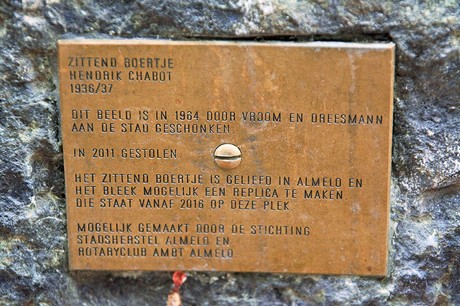 ZITTEND BOERTJE
HENDRIK CHABOT
1936/37
DIT BEELD IS IN 1964 DOOR VROOM EN DREESMANN
AAN DE STAD GESCHONKEN.
IN 2011 GESTOLEN.
HET ZITTEND BOERTJE IS GELIEFD IN ALMELO EN
HET BLEEK MOGELIJK EEN REPLICA TE MAKEN
DIE STAAT VANAF 2016 OP DEZE PLEK.
MOGELIJK GEMAAKT DOOR DE STICHTING
STADSHERSTEL ALMELO EN
ROTARYCLUB AMBT ALMELO